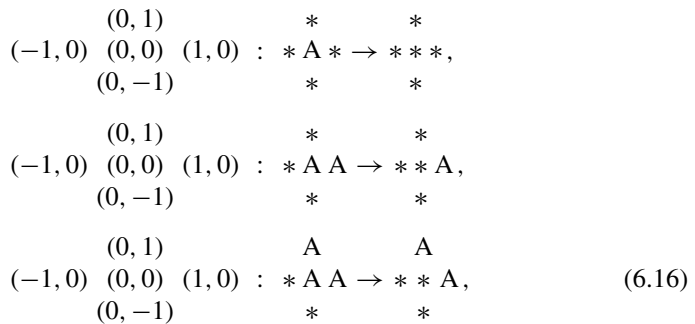 (0, 1) * *
(−1, 0) (0, 0) (1, 0) : * A * → * * *,
(0, −1) * *
(0, 1) * *
(−1, 0) (0, 0) (1, 0) : * A A → * * A,
(0, −1) * *
(0, 1) A A
(−1, 0) (0, 0) (1, 0) : * A A → * * A, (6.16)
(0, −1) * *